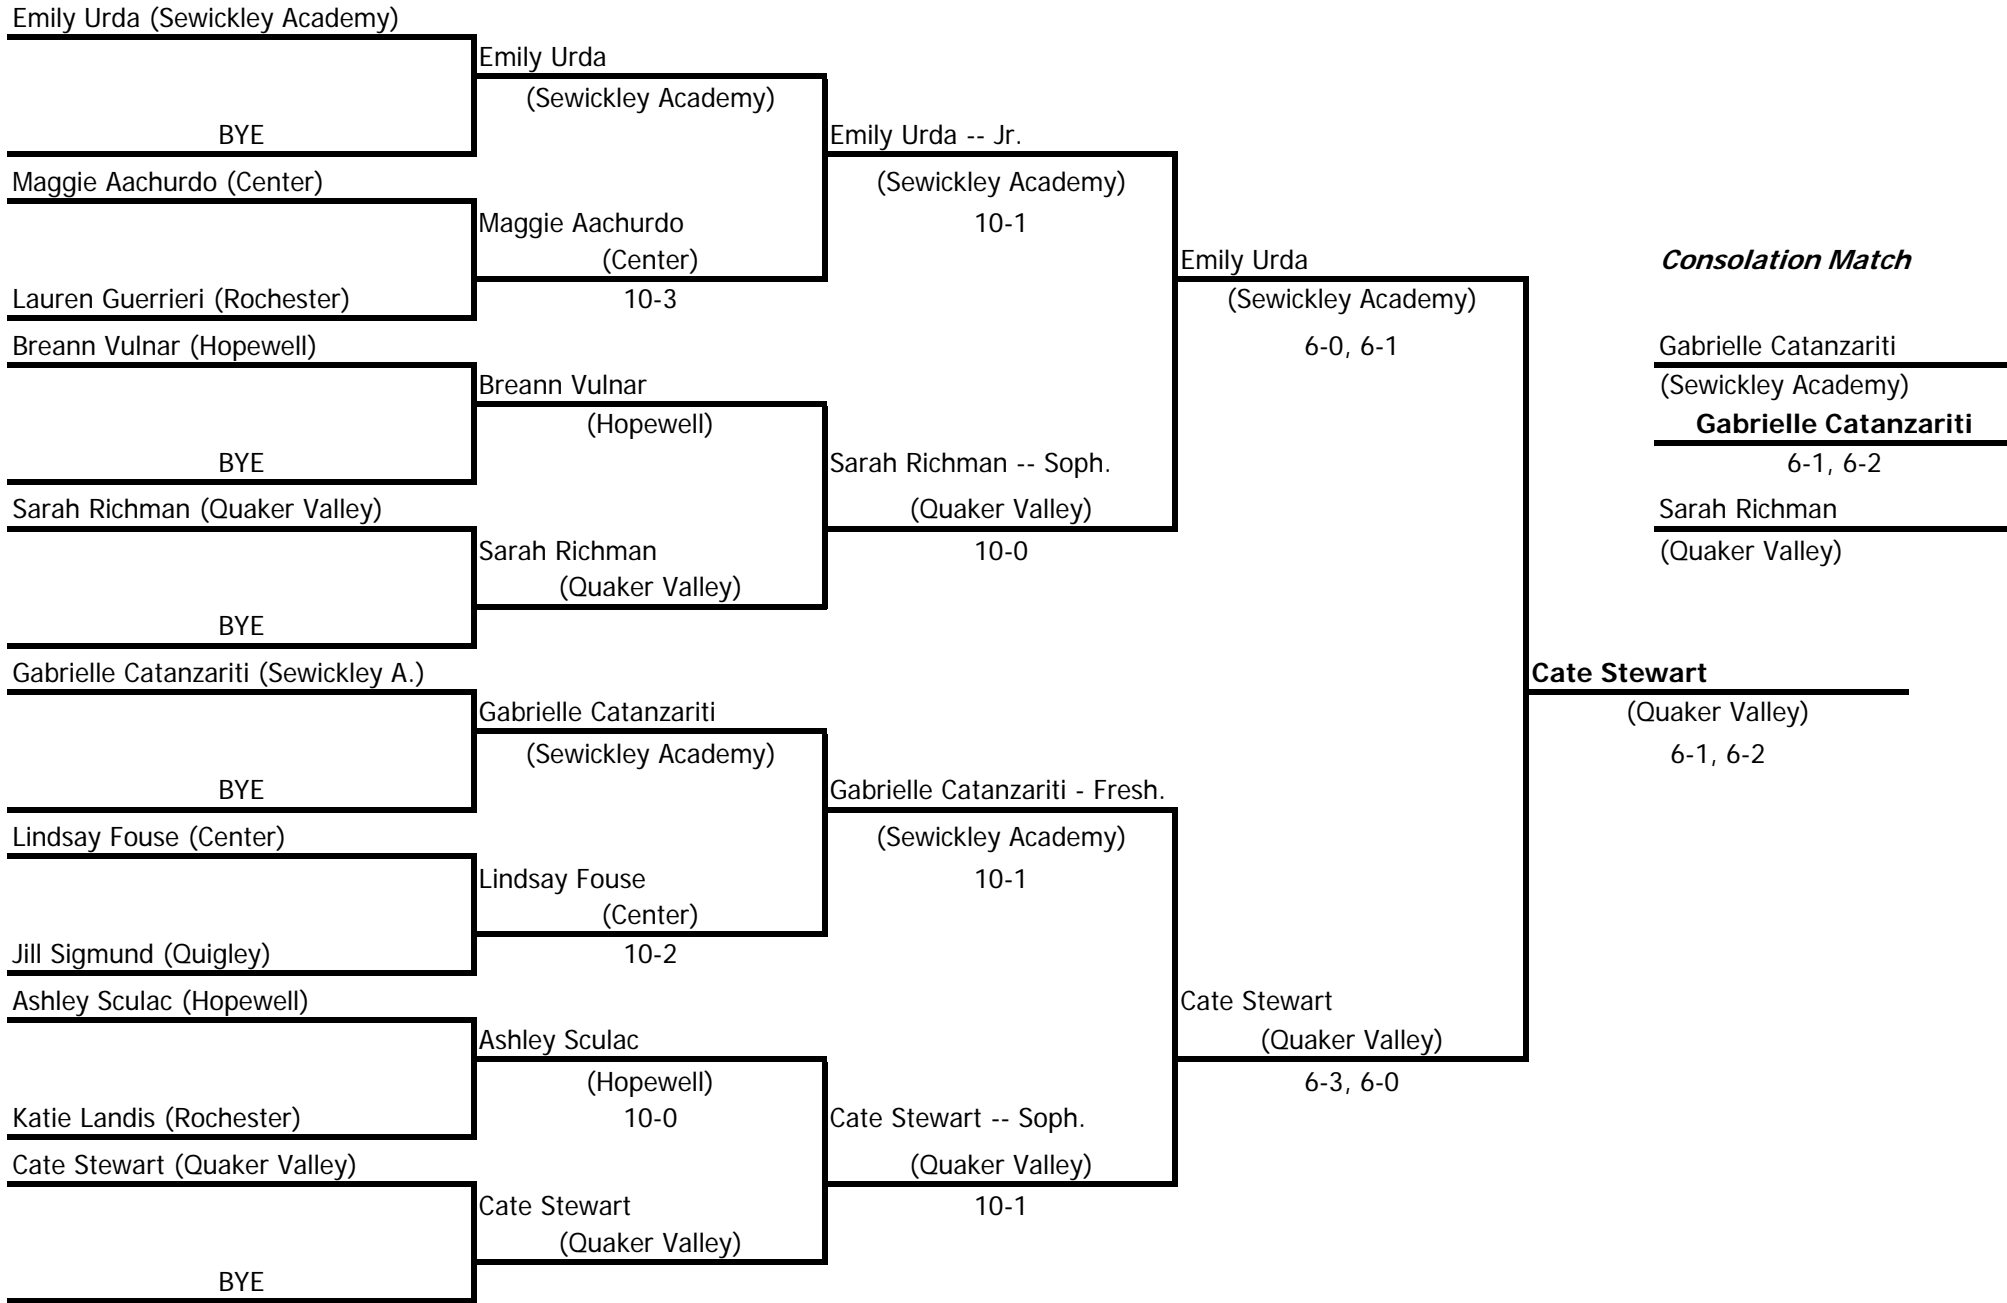 Emily Urda (Sewickley Academy)
Emily Urda
(Sewickley Academy)
BYE
Emily Urda -- Jr.
Maggie Aachurdo (Center)
(Sewickley Academy)
Maggie Aachurdo
10-1
(Center)
Emily Urda
Consolation Match
Lauren Guerrieri (Rochester)
10-3
(Sewickley Academy)
Breann Vulnar (Hopewell)
6-0, 6-1
Gabrielle Catanzariti
Breann Vulnar
(Sewickley Academy)
(Hopewell)
Gabrielle Catanzariti
BYE
Sarah Richman -- Soph.
6-1, 6-2
Sarah Richman (Quaker Valley)
(Quaker Valley)
Sarah Richman
Sarah Richman
10-0
(Quaker Valley)
(Quaker Valley)
BYE
Gabrielle Catanzariti (Sewickley A.)
Cate Stewart
Gabrielle Catanzariti
(Quaker Valley)
(Sewickley Academy)
6-1, 6-2
BYE
Gabrielle Catanzariti - Fresh.
Lindsay Fouse (Center)
(Sewickley Academy)
Lindsay Fouse
10-1
(Center)
Jill Sigmund (Quigley)
10-2
Ashley Sculac (Hopewell)
Cate Stewart
Ashley Sculac
(Quaker Valley)
(Hopewell)
6-3, 6-0
Katie Landis (Rochester)
10-0
Cate Stewart -- Soph.
Cate Stewart (Quaker Valley)
(Quaker Valley)
Cate Stewart
10-1
(Quaker Valley)
BYE